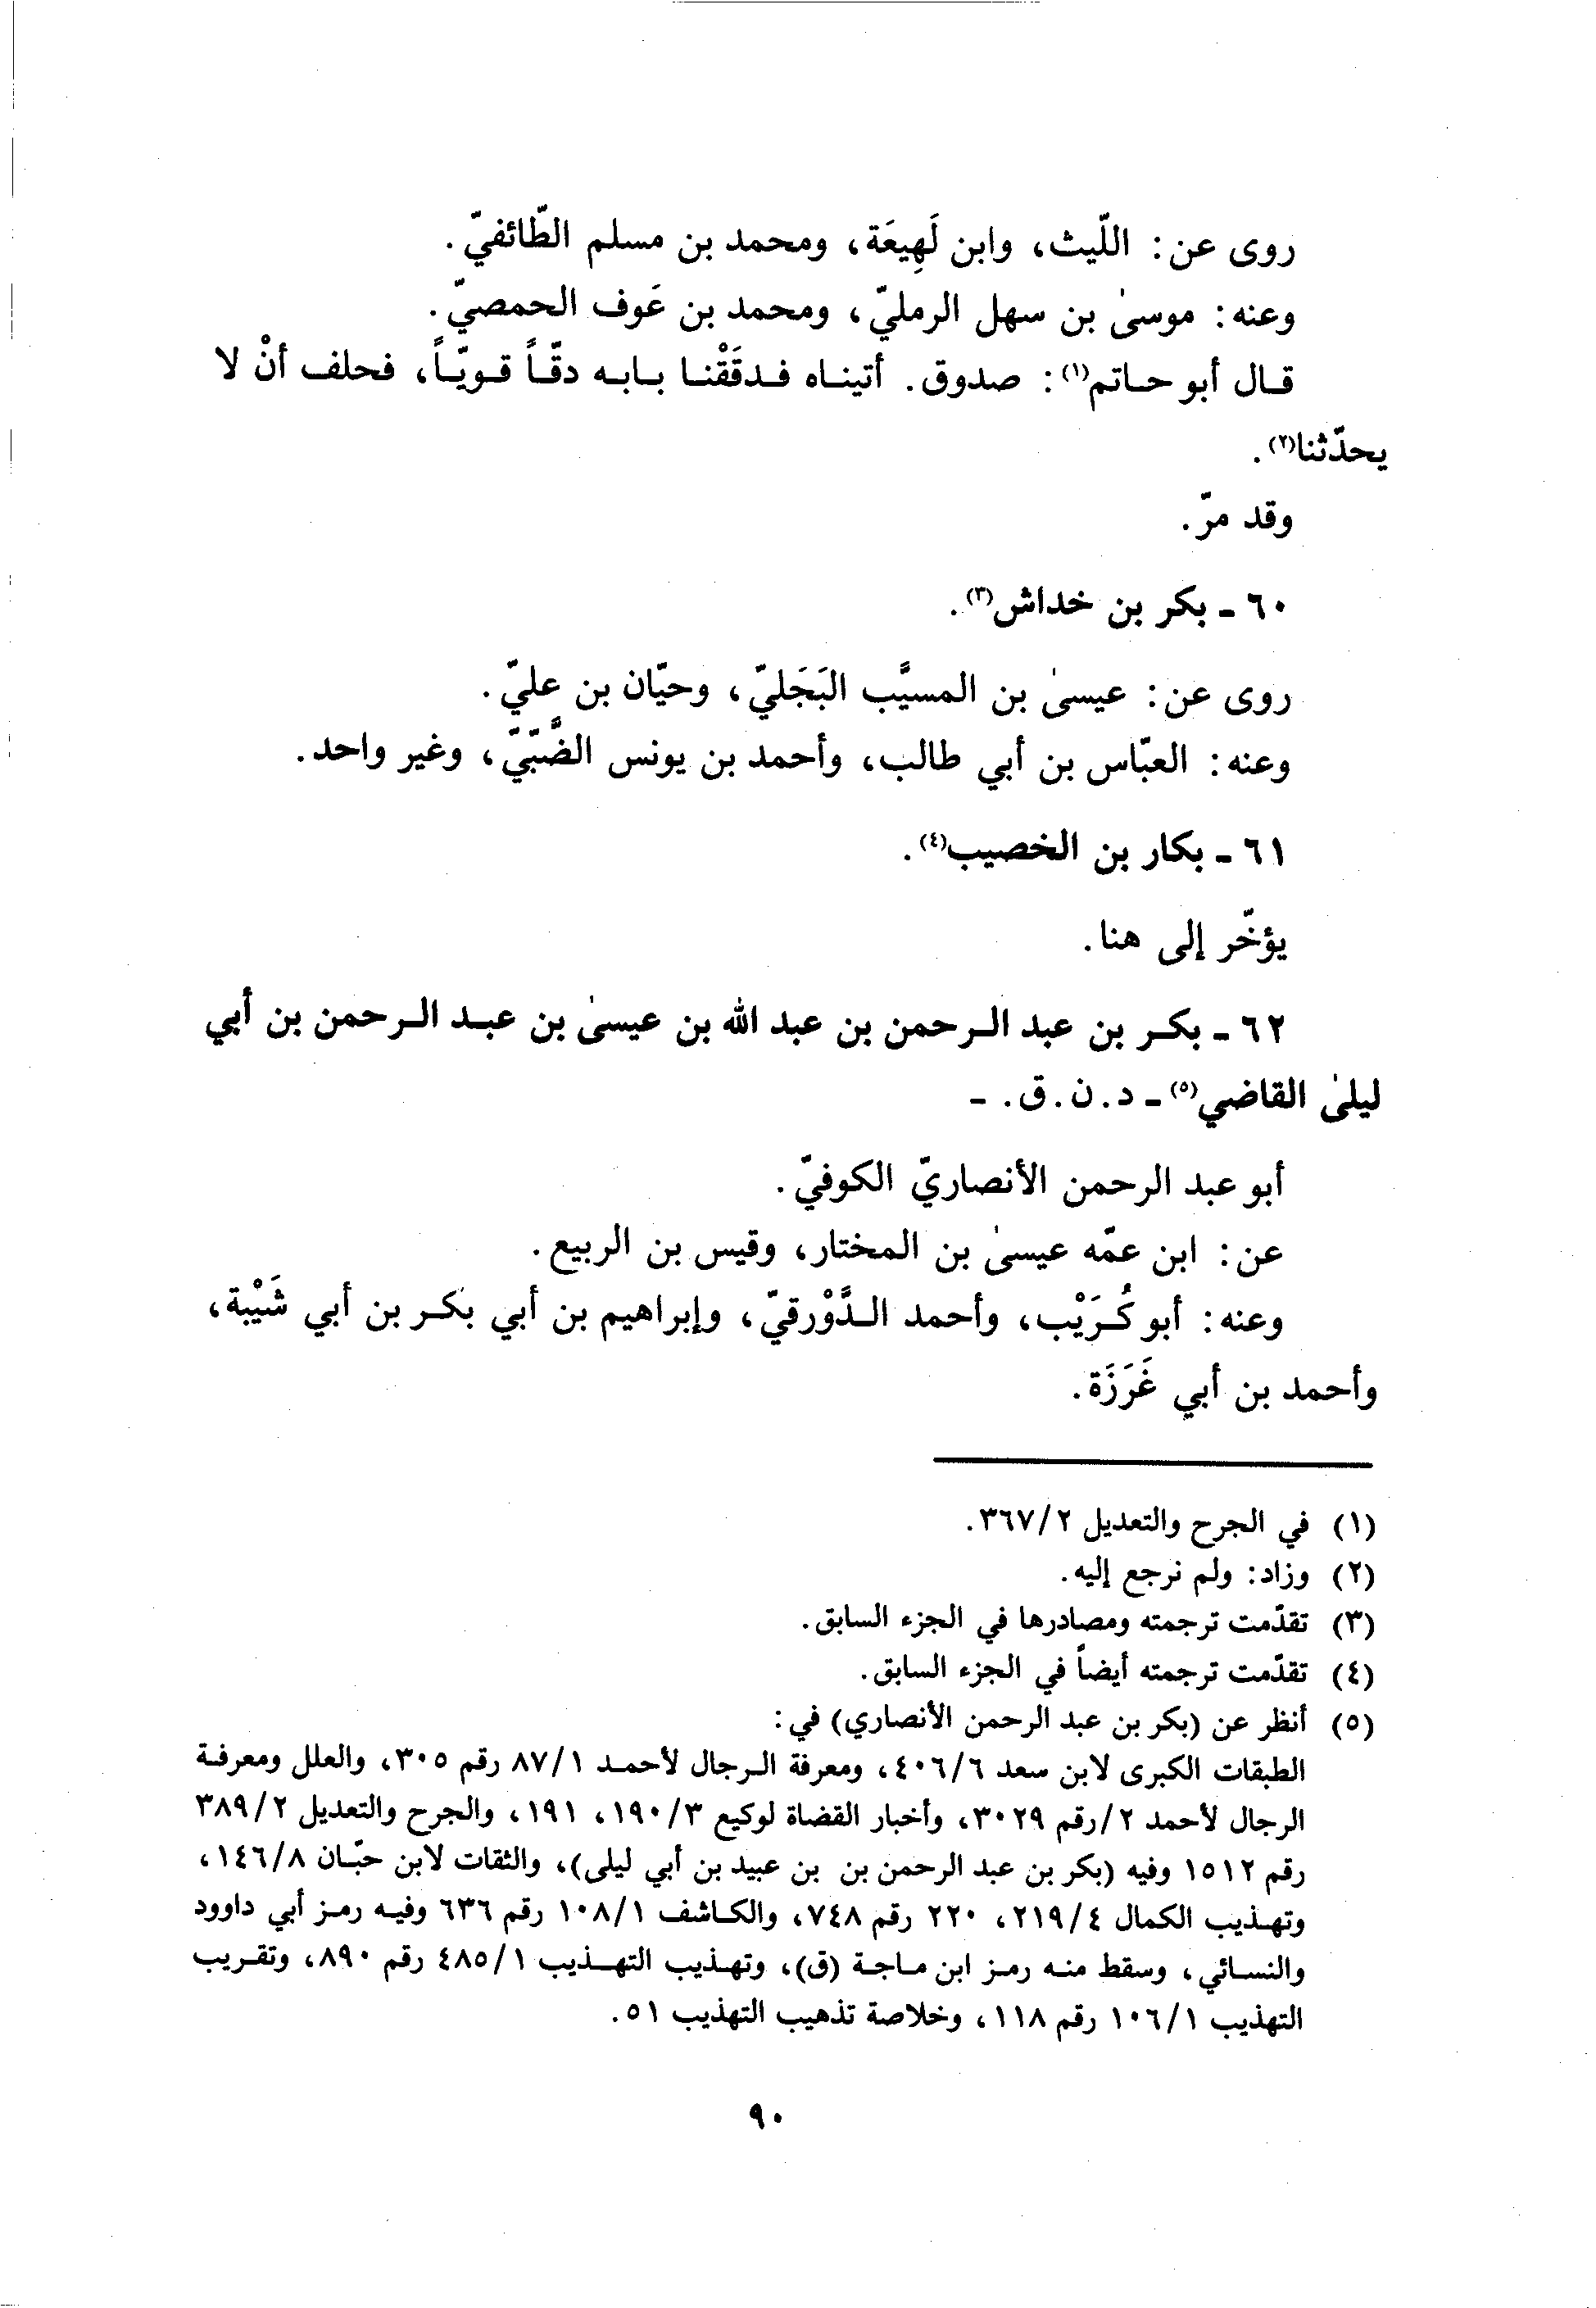 روى عن: اللّيث، وابن لَهِيعَة، ومحمد بن مسلم الطّائفيّ.
وعنه: موسىٰ بن سهل الرمليّ، ومحمد بن عَوف الحمصيّ.
قال أبو حاتم(١): صدوق. أتيناه فدقَقْنا بابه دقّاً قويّاً، فحلف أنْ لا
يحدّثنا(٢).
وقد مرّ.
٦٠ - بكر بن خداش(٣).
روى عن: عيسىٰ بن المسيَّب البَجَليّ، وحيّان بن عليّ.
وعنه: العبّاس بن أبي طالب، وأحمد بن يونس الضَّبّيّ، وغير واحد.
٦١ - بكار بن الخصيب(٤).
يؤخّر إلى هنا.
٦٢ - بكر بن عبد الرحمن بن عبد الله بن عيسىٰ بن عبد الرحمن بن أبي
ليلىٰ القاضي(٥) - د. ن. ق. -
أبو عبد الرحمن الأنصاريّ الكوفيّ.
عن: ابن عمّه عيسىٰ بن المختار، وقيس بن الربيع.
وعنه: أبو كُرَيْب، وأحمد الدَّوْرقيّ، وإبراهيم بن أبي بكر بن أبي شَيْبة،
وأحمد بن أبي غَرَزَة.
(١) في الجرح والتعديل ٣٦٧/٢.
(٢) وزاد: ولم نرجع إليه.
(٣) تقدّمت ترجمته ومصادرها في الجزء السابق.
(٤) تقدّمت ترجمته أيضاً في الجزء السابق.
(٥) أنظر عن (بكر بن عبد الرحمن الأنصاري) في:
الطبقات الكبرى لابن سعد ٤٠٦/٦، ومعرفة الرجال لأحمد ٨٧/١ رقم ٣٠٥، والعلل ومعرفة
الرجال لأحمد ٢/رقم ٣٠٢٩، وأخبار القضاة لوكيع ١٩٠/٣، ١٩١، والجرح والتعديل ٣٨٩/٢
رقم ١٥١٢ وفيه (بكر بن عبد الرحمن بن بن عبيد بن أبي ليلى)، والثقات لابن حبّان ١٤٦/٨،
وتهذيب الكمال ٢١٩/٤، ٢٢٠ رقم ٧٤٨، والكاشف ١٠٨/١ رقم ٦٣٦ وفيه رمز أبي داوود
والنسائي، وسقط منه رمز ابن ماجة (ق)، وتهذيب التهذيب ٤٨٥/١ رقم ٨٩٠، وتقريب
التهذيب ١٠٦/١ رقم ١١٨، وخلاصة تذهيب التهذيب ٥١.
٩٠